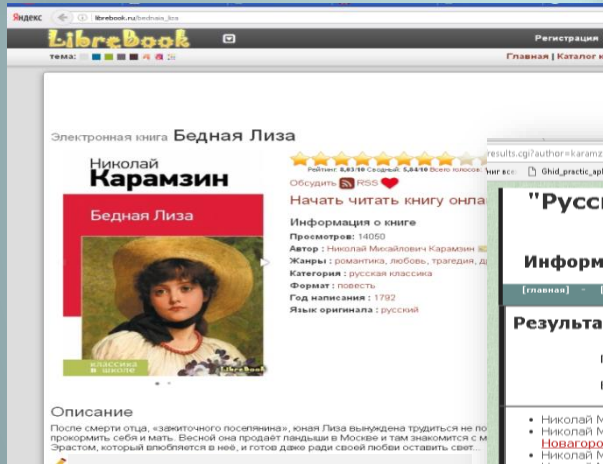 Яндекс librebook.ru/bednaia_liza
LibreBook
Регистрация
тема:
Главная | Каталог к
Электронная книга Бедная Лиза
Николай
Карамзин
Бедная Лиза
классика
в школе
LibreBook
Обсудить RSS
Начать читать книгу онла
Информация о книге
Просмотров: 14050
Автор : Николай Михайлович Карамзин
Жанры : романтика, любовь, трагедия, д
Категория : русская классика
Формат : повесть
Год написания : 1792
Язык оригинала : русский
Описание
После смерти отца, «зажиточного поселянина», юная Лиза вынуждена трудиться не по
прокормить себя и мать. Весной она продаёт ландыши в Москве и там знакомится с м
Эрастом, который влюбляется в неё, и готов даже ради своей любви оставить свет...
results.cgi?author=karamz
Ghid_practic_apl
"Русс
Информ
[главная] -
Результа
Николай М
Николай М
Новагоро
Николай М